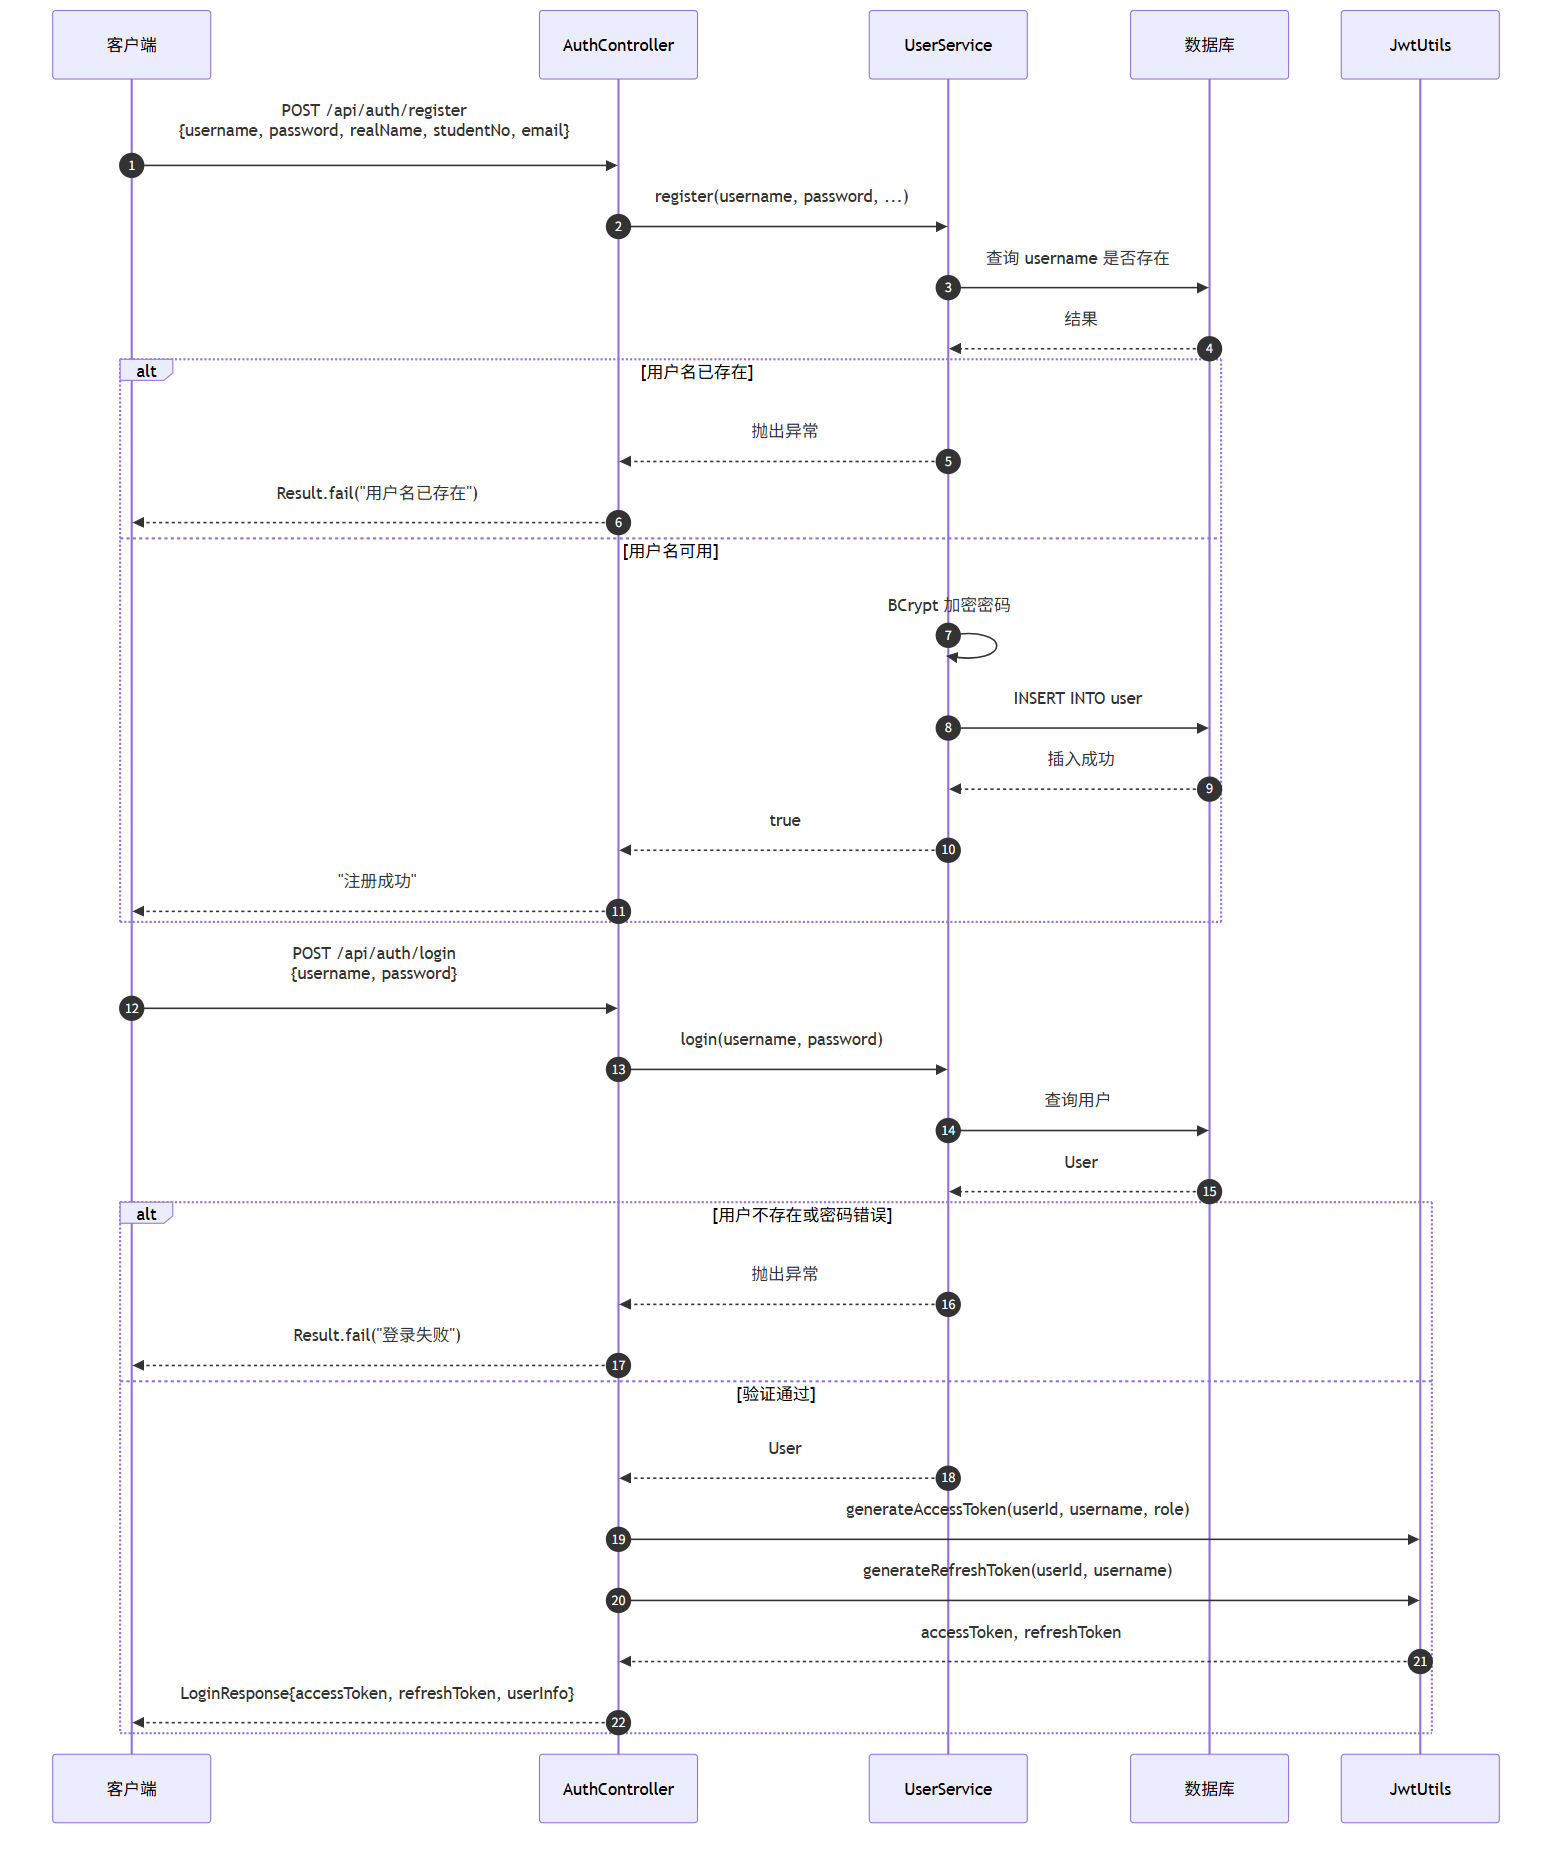 客户端
AuthController
UserService
数据库
JwtUtils
POST /api/auth/register
{username, password, realName, studentNo, email}
1
register(username, password, ...)
2
查询 username 是否存在
3
结果
4
alt
[用户名已存在]
抛出异常
5
Result.fail("用户名已存在")
6
[用户名可用]
BCrypt 加密密码
7
INSERT INTO user
8
插入成功
9
true
10
"注册成功"
11
POST /api/auth/login
{username, password}
12
login(username, password)
13
查询用户
14
User
15
alt
[用户不存在或密码错误]
抛出异常
16
Result.fail("登录失败")
17
[验证通过]
User
18
generateAccessToken(userId, username, role)
19
generateRefreshToken(userId, username)
20
accessToken, refreshToken
21
LoginResponse{accessToken, refreshToken, userInfo}
22
客户端
AuthController
UserService
数据库
JwtUtils